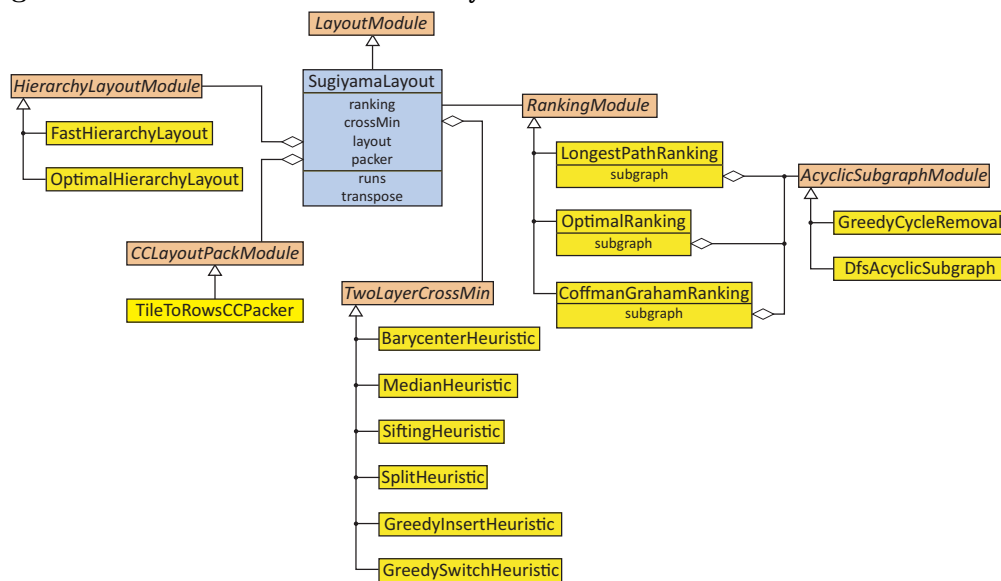 LayoutModule
SugiyamaLayout
ranking
crossMin
layout
packer
runs
transpose
HierarchyLayoutModule
FastHierarchyLayout
OptimalHierarchyLayout
CCLayoutPackModule
TileToRowsCCPacker
TwoLayerCrossMin
BarycenterHeuristic
MedianHeuristic
SiftingHeuristic
SplitHeuristic
GreedyInsertHeuristic
GreedySwitchHeuristic
RankingModule
LongestPathRanking
subgraph
OptimalRanking
subgraph
CoffmanGrahamRanking
subgraph
AcyclicSubgraphModule
GreedyCycleRemoval
DfsAcyclicSubgraph